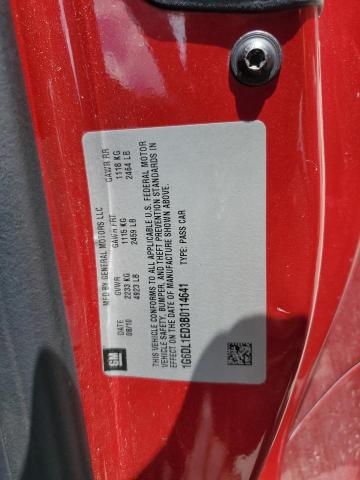 MFD BY GENERAL MOTORS LLC
DATE GVWR GAWR FRT GAWR RR
08/10 2233 KG 1115 KG 1118 KG
4923 LB 2459 LB 2464 LB
THIS VEHICLE CONFORMS TO ALL APPLICABLE U.S. FEDERAL MOTOR
VEHICLE SAFETY, BUMPER, AND THEFT PREVENTION STANDARDS IN
EFFECT ON THE DATE OF MANUFACTURE SHOWN ABOVE.
1G6DL1ED3B0114641 TYPE: PASS CAR
GM